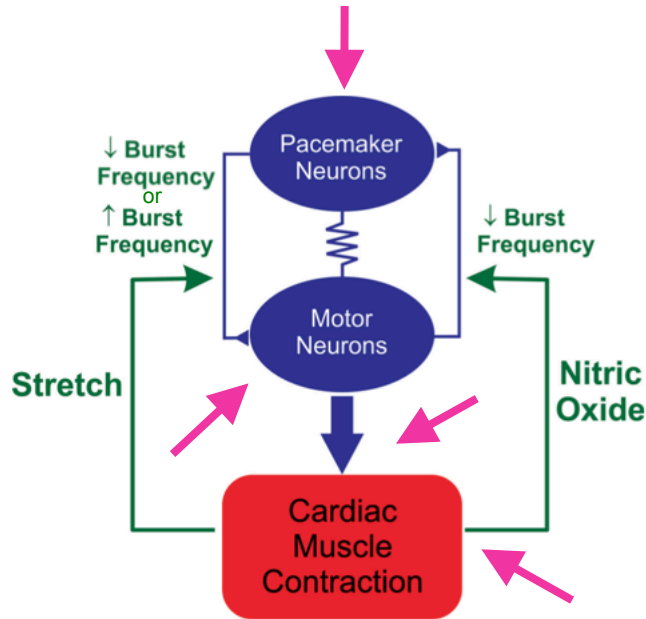 Pacemaker
Neurons
↓ Burst
Frequency
or
↑ Burst
Frequency
↓ Burst
Frequency
Motor
Neurons
Stretch
Nitric
Oxide
Cardiac
Muscle
Contraction